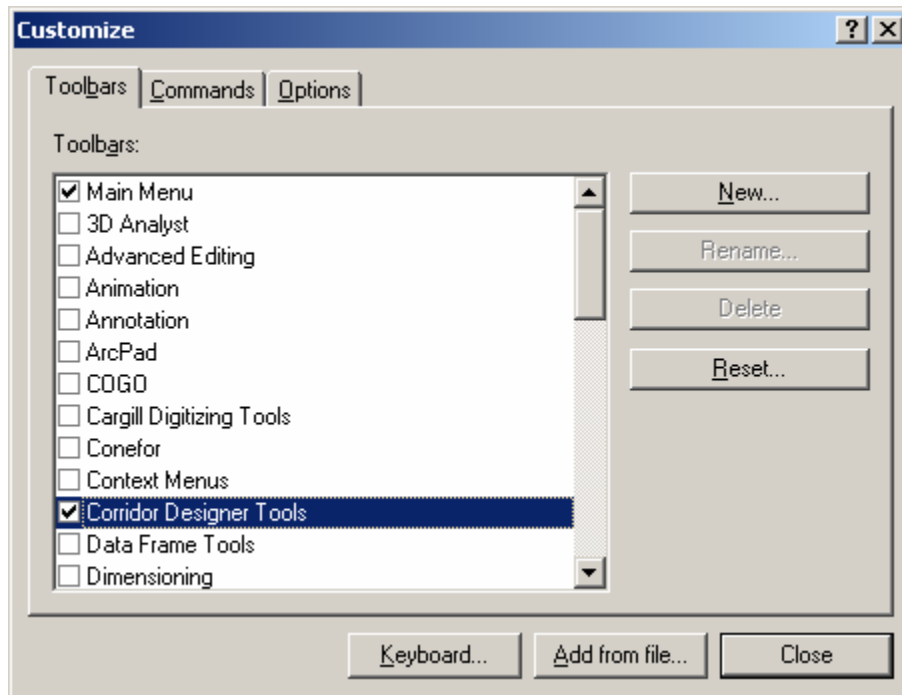 Customize
Toolbars Commands Options
Toolbars:
Main Menu
3D Analyst
Advanced Editing
Animation
Annotation
ArcPad
COGO
Cargill Digitizing Tools
Conefor
Context Menus
Corridor Designer Tools
Data Frame Tools
Dimensioning
New...
Rename...
Delete
Reset...
Keyboard... Add from file... Close